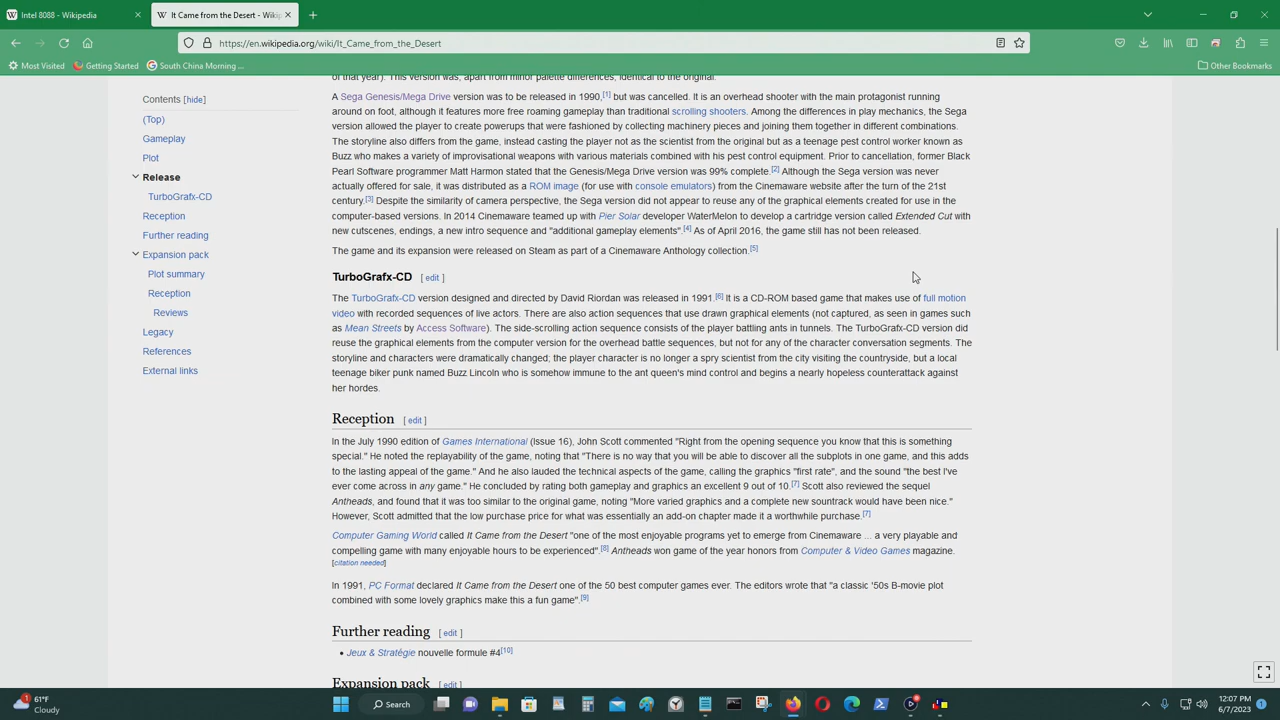 Intel 8088 - Wikipedia
It Came from the Desert - Wikip
https://en.wikipedia.org/wiki/It_Came_from_the_Desert
Most Visited
Getting Started
South China Morning ...
Other Bookmarks
Contents [hide]
(Top)
Gameplay
Plot
Release
TurboGrafx-CD
Reception
Further reading
Expansion pack
Plot summary
Reception
Reviews
Legacy
References
External links
of that year). This version was, apart from minor palette differences, identical to the original.
A Sega Genesis/Mega Drive version was to be released in 1990,[1] but was cancelled. It is an overhead shooter with the main protagonist running
around on foot, although it features more free roaming gameplay than traditional scrolling shooters. Among the differences in play mechanics, the Sega
version allowed the player to create powerups that were fashioned by collecting machinery pieces and joining them together in different combinations.
The storyline also differs from the game, instead casting the player not as the scientist from the original but as a teenage pest control worker known as
Buzz who makes a variety of improvisational weapons with various materials combined with his pest control equipment. Prior to cancellation, former Black
Pearl Software programmer Matt Harmon stated that the Genesis/Mega Drive version was 99% complete.[2] Although the Sega version was never
actually offered for sale, it was distributed as a ROM image (for use with console emulators) from the Cinemaware website after the turn of the 21st
century.[3] Despite the similarity of camera perspective, the Sega version did not appear to reuse any of the graphical elements created for use in the
computer-based versions. In 2014 Cinemaware teamed up with Pier Solar developer WaterMelon to develop a cartridge version called Extended Cut with
new cutscenes, endings, a new intro sequence and "additional gameplay elements".[4] As of April 2016, the game still has not been released.
The game and its expansion were released on Steam as part of a Cinemaware Anthology collection.[5]
TurboGrafx-CD [ edit ]
The TurboGrafx-CD version designed and directed by David Riordan was released in 1991.[6] It is a CD-ROM based game that makes use of full motion
video with recorded sequences of live actors. There are also action sequences that use drawn graphical elements (not captured, as seen in games such
as Mean Streets by Access Software). The side-scrolling action sequence consists of the player battling ants in tunnels. The TurboGrafx-CD version did
reuse the graphical elements from the computer version for the overhead battle sequences, but not for any of the character conversation segments. The
storyline and characters were dramatically changed; the player character is no longer a spry scientist from the city visiting the countryside, but a local
teenage biker punk named Buzz Lincoln who is somehow immune to the ant queen's mind control and begins a nearly hopeless counterattack against
her hordes.
Reception [ edit ]
In the July 1990 edition of Games International (Issue 16), John Scott commented "Right from the opening sequence you know that this is something
special." He noted the replayability of the game, noting "There is no way that you will be able to discover all the subplots in one game, and this adds
to the lasting appeal of the game." And he also lauded the technical aspects of the game, calling the graphics "first rate", and the sound "the best I've
ever come across in any game." He concluded by rating both gameplay and graphics an excellent 9 out of 10.[7] Scott also reviewed the sequel
Antheads, and found that it was too similar to the original game, noting "More varied graphics and a complete new sountrack would have been nice."
However, Scott admitted that the low purchase price for what was essentially an add-on chapter made it a worthwhile purchase.[7]
Computer Gaming World called It Came from the Desert "one of the most enjoyable programs yet to emerge from Cinemaware ... a very playable and
compelling game with many enjoyable hours to be experienced".[8] Antheads won game of the year honors from Computer & Video Games magazine.
[citation needed]
In 1991, PC Format declared It Came from the Desert one of the 50 best computer games ever. The editors wrote that "a classic '50s B-movie plot
combined with some lovely graphics make this a fun game".[9]
Further reading [ edit ]
• Jeux & Stratégie nouvelle formule #4[10]
Expansion pack [ edit ]
1
61°F
Cloudy
Search
12:07 PM
6/7/2023